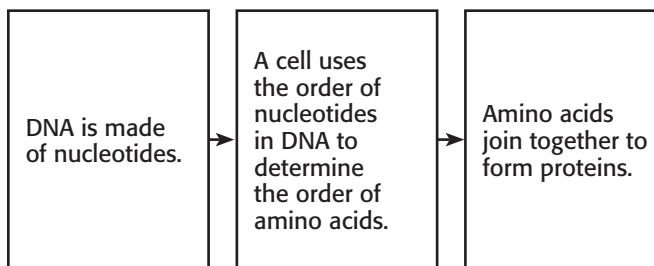 DNA is made
of nucleotides.
A cell uses
the order of
nucleotides
in DNA to
determine
the order of
amino acids.
Amino acids
join together to
form proteins.